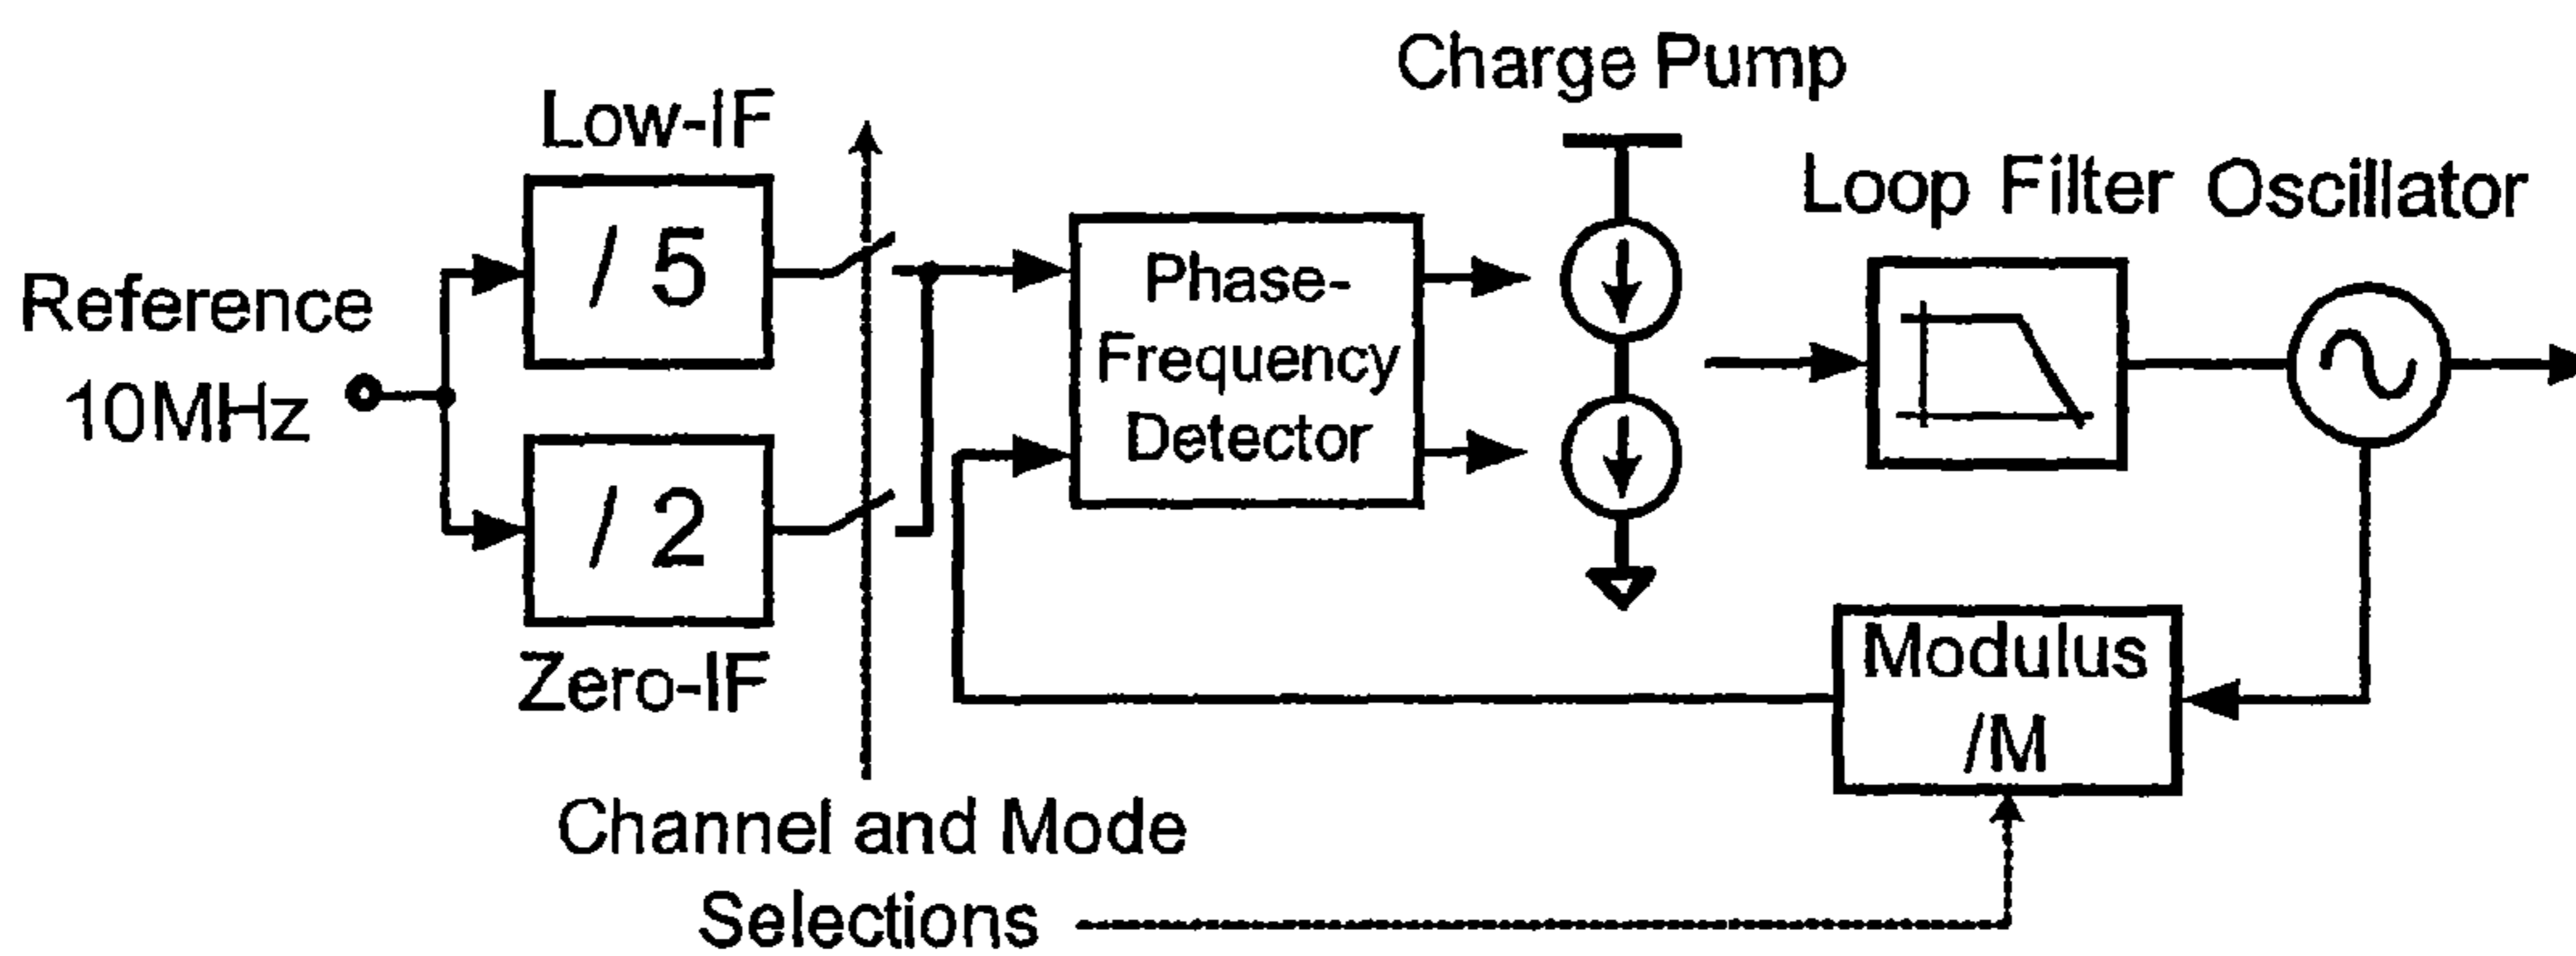 Charge Pump
Low-IF
Loop Filter
Oscillator
/ 5
Reference
10MHz
Phase-
Frequency
Detector
/ 2
Zero-IF
Modulus
/M
Channel and Mode
Selections